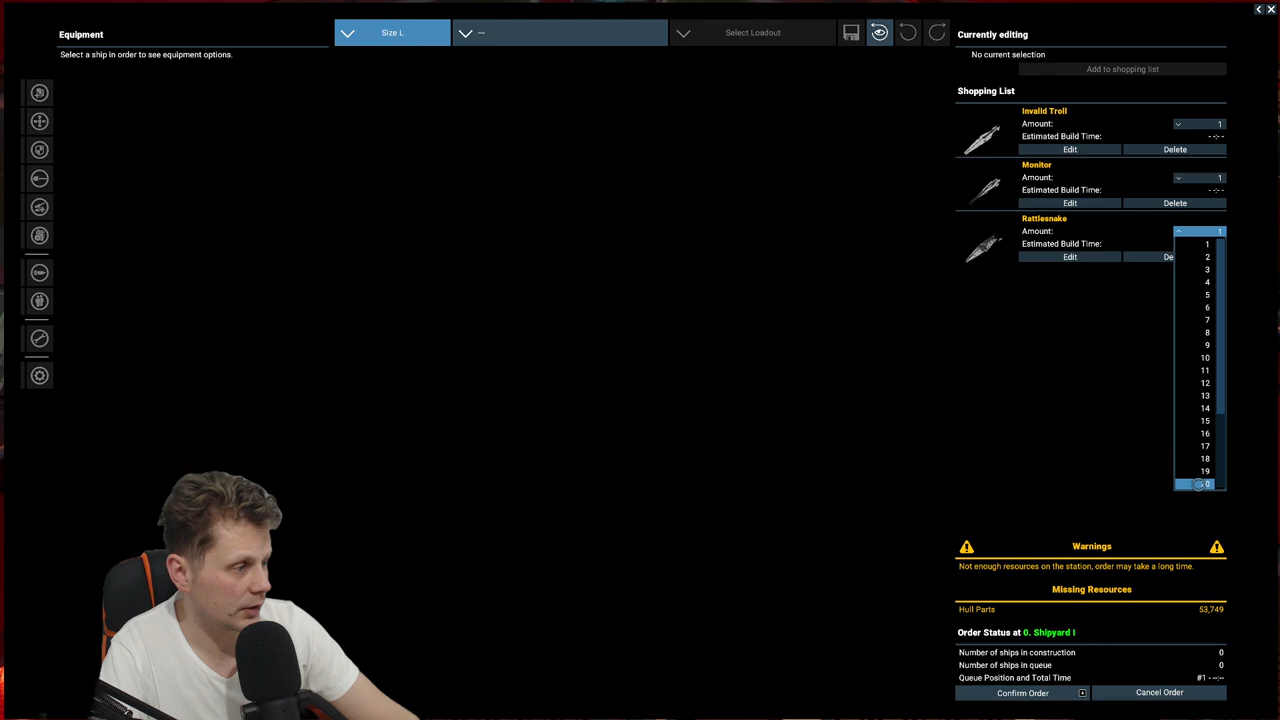 Equipment
Select a ship in order to see equipment options.
Size L
---
Select Loadout
Currently editing
No current selection
Add to shopping list
Shopping List
Invalid Troll
Amount: 1
Estimated Build Time: --:--
Edit Delete
Monitor
Amount: 1
Estimated Build Time: --:--
Edit Delete
Rattlesnake
Amount: 1
Estimated Build Time:
Edit De
1
2
3
4
5
6
7
8
9
10
11
12
13
14
15
16
17
18
19
Warnings
Not enough resources on the station, order may take a long time.
Missing Resources
Hull Parts 53,749
Order Status at 0. Shipyard I
Number of ships in construction 0
Number of ships in queue 0
Queue Position and Total Time #1 - --:--
Confirm Order Cancel Order